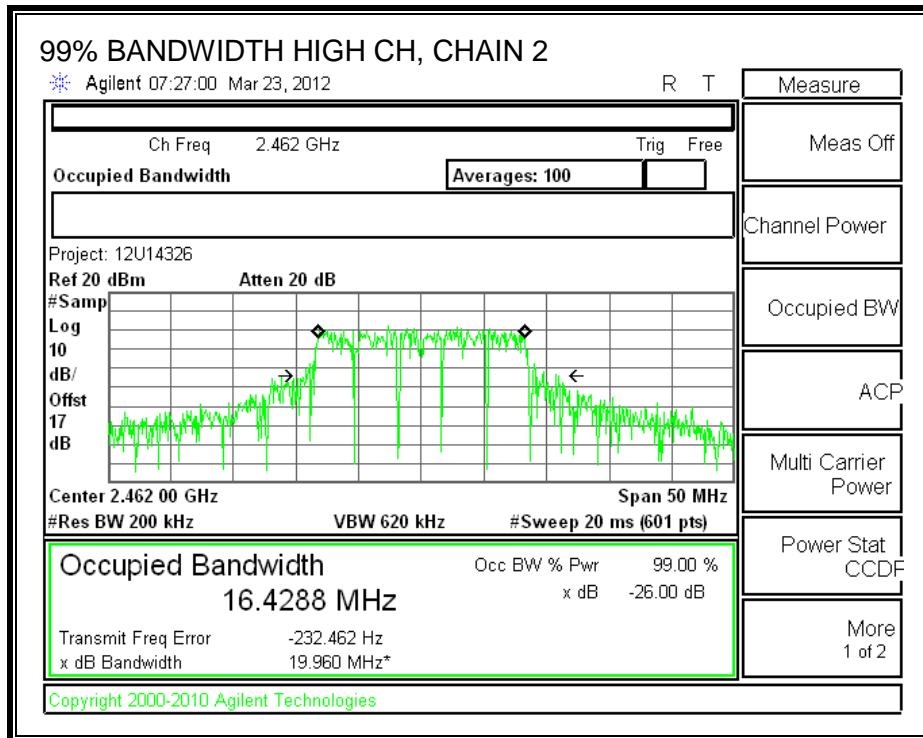 99% BANDWIDTH HIGH CH, CHAIN 2
Agilent 07:27:00 Mar 23, 2012 R T
Measure
Ch Freq 2.462 GHz Trig Free
Meas Off
Occupied Bandwidth Averages: 100
Channel Power
Project: 12U14326
Ref 20 dBm Atten 20 dB
#Samp
Log
10
dB/
Offst
17
dB
Occupied BW
ACP
Multi Carrier
Power
Center 2.462 00 GHz Span 50 MHz
#Res BW 200 kHz VBW 620 kHz #Sweep 20 ms (601 pts)
Power Stat
CCDF
Occupied Bandwidth Occ BW % Pwr 99.00 %
16.4288 MHz x dB -26.00 dB
Transmit Freq Error -232.462 Hz
x dB Bandwidth 19.960 MHz*
More
1 of 2
Copyright 2000-2010 Agilent Technologies